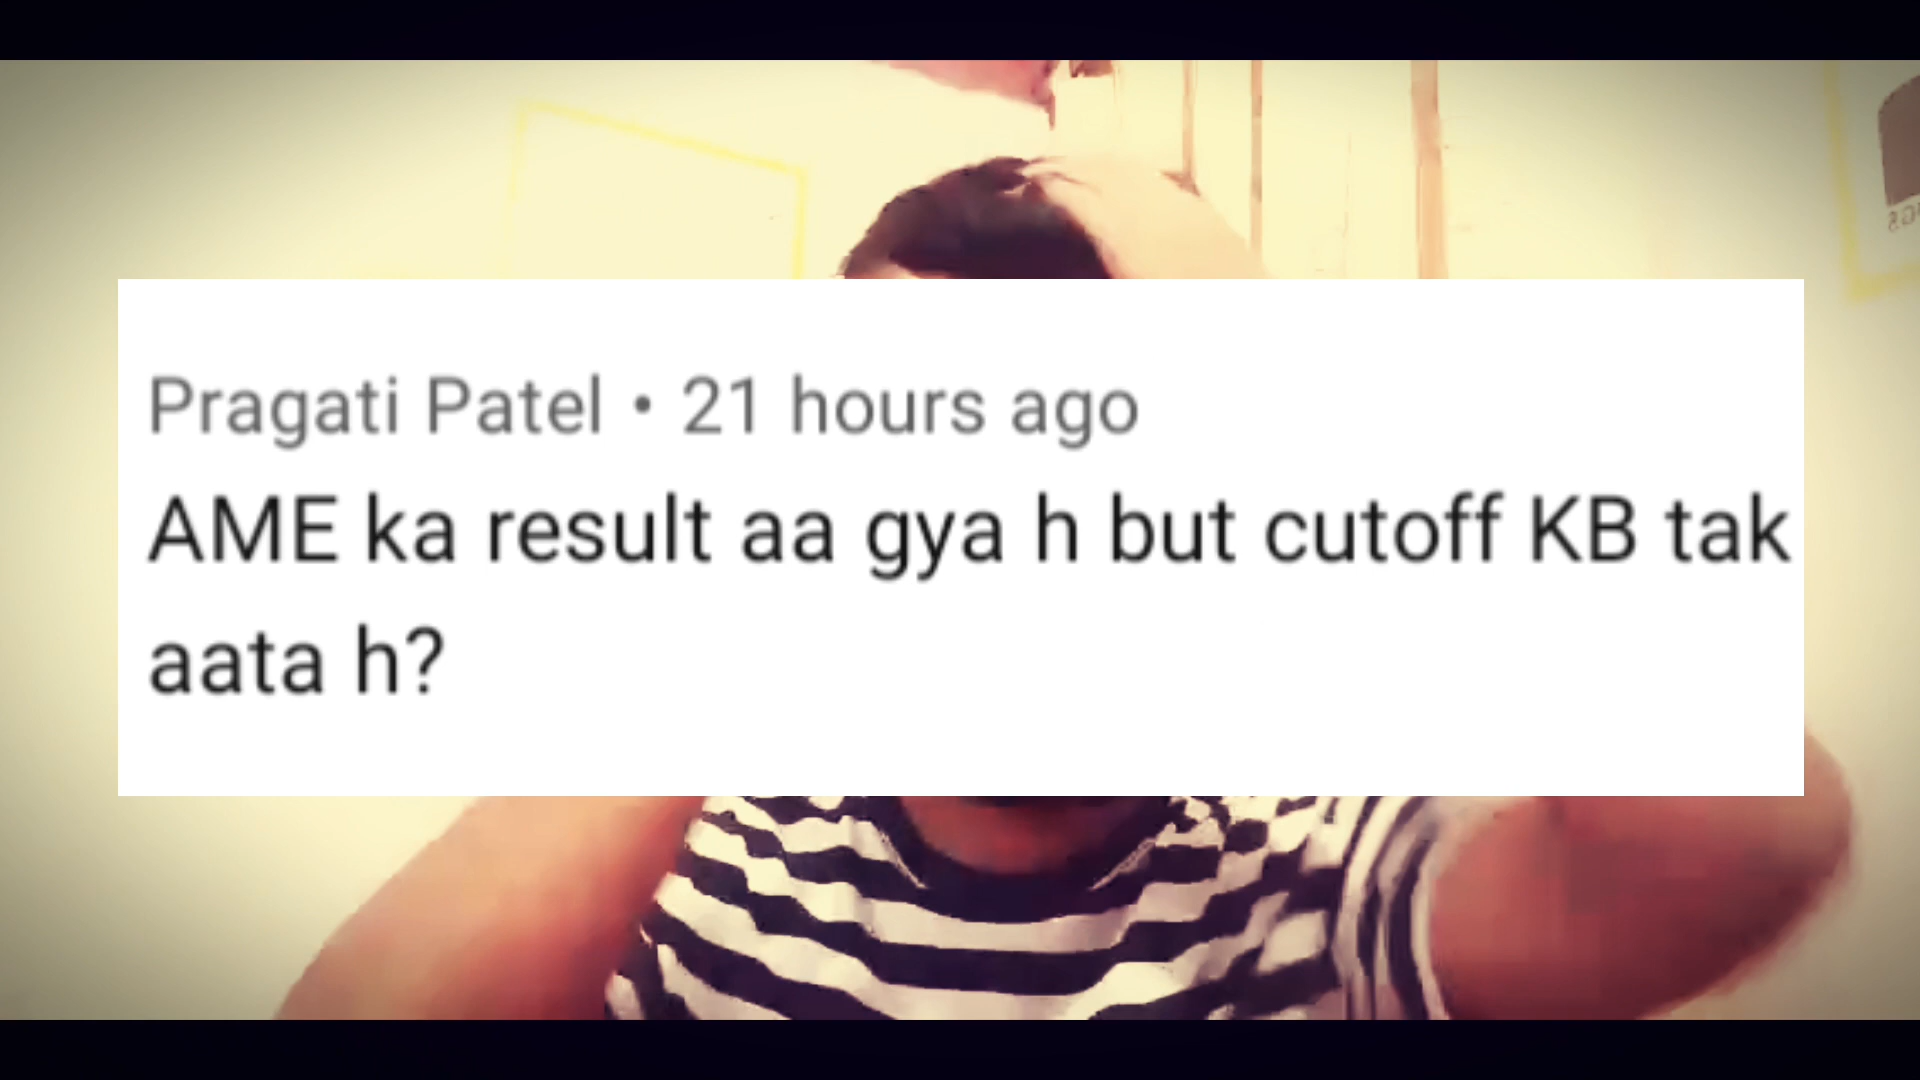 Pragati Patel • 21 hours ago
AME ka result aa gya h but cutoff KB tak
aata h?